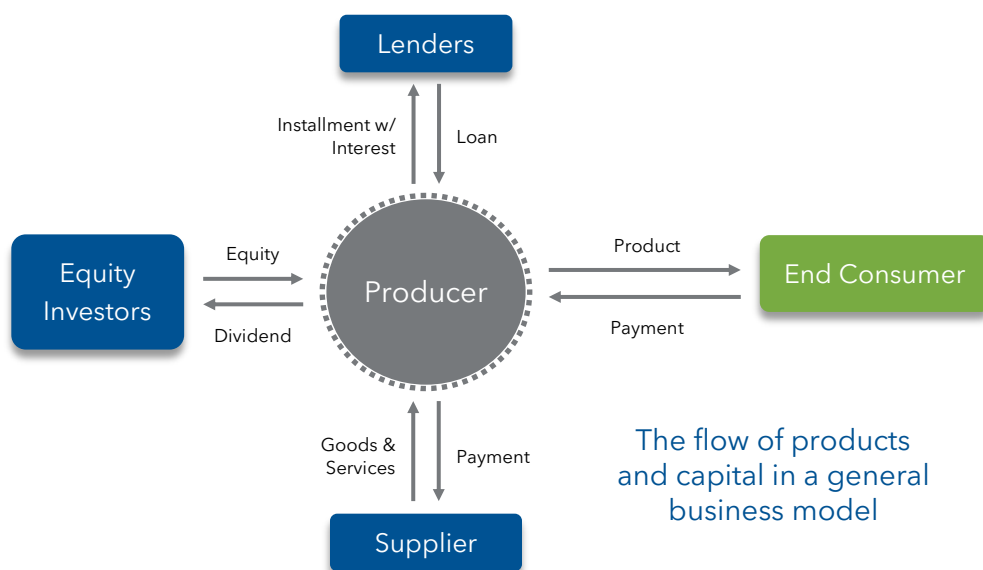 Lenders
Installment w/
Interest
Loan
Equity
Investors
Equity
Dividend
Producer
Product
Payment
End Consumer
Goods &
Services
Payment
Supplier
The flow of products
and capital in a general
business model